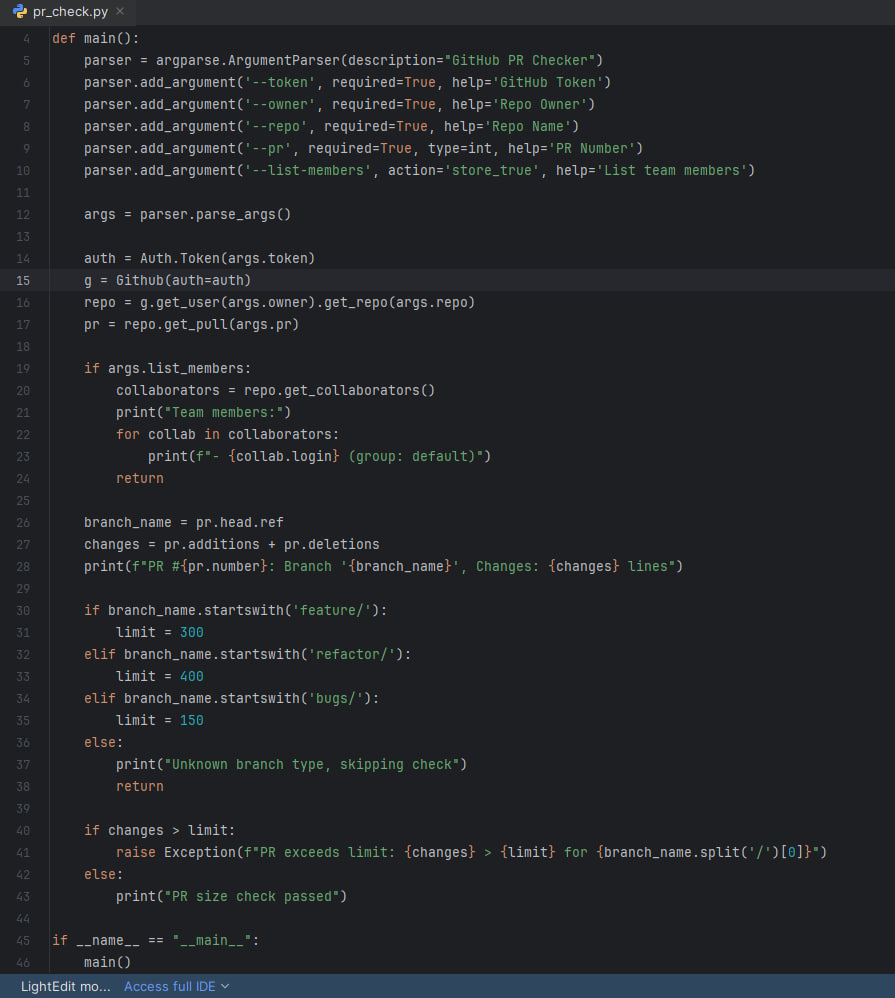 pr_check.py ×
4 def main():
5     parser = argparse.ArgumentParser(description="GitHub PR Checker")
6     parser.add_argument('--token', required=True, help='GitHub Token')
7     parser.add_argument('--owner', required=True, help='Repo Owner')
8     parser.add_argument('--repo', required=True, help='Repo Name')
9     parser.add_argument('--pr', required=True, type=int, help='PR Number')
10     parser.add_argument('--list-members', action='store_true', help='List team members')
11
12     args = parser.parse_args()
13
14     auth = Auth.Token(args.token)
15     g = Github(auth=auth)
16     repo = g.get_user(args.owner).get_repo(args.repo)
17     pr = repo.get_pull(args.pr)
18
19     if args.list_members:
20         collaborators = repo.get_collaborators()
21         print("Team members:")
22         for collab in collaborators:
23             print(f"- {collab.login} (group: default)")
24         return
25
26     branch_name = pr.head.ref
27     changes = pr.additions + pr.deletions
28     print(f"PR #{pr.number}: Branch '{branch_name}', Changes: {changes} lines")
29
30     if branch_name.startswith('feature/'):
31         limit = 300
32     elif branch_name.startswith('refactor/'):
33         limit = 400
34     elif branch_name.startswith('bugs/'):
35         limit = 150
36     else:
37         print("Unknown branch type, skipping check")
38         return
39
40     if changes > limit:
41         raise Exception(f"PR exceeds limit: {changes} > {limit} for {branch_name.split('/')[0]}")
42     else:
43         print("PR size check passed")
44
45 if __name__ == "__main__":
46     main()
LightEdit mo... Access full IDE